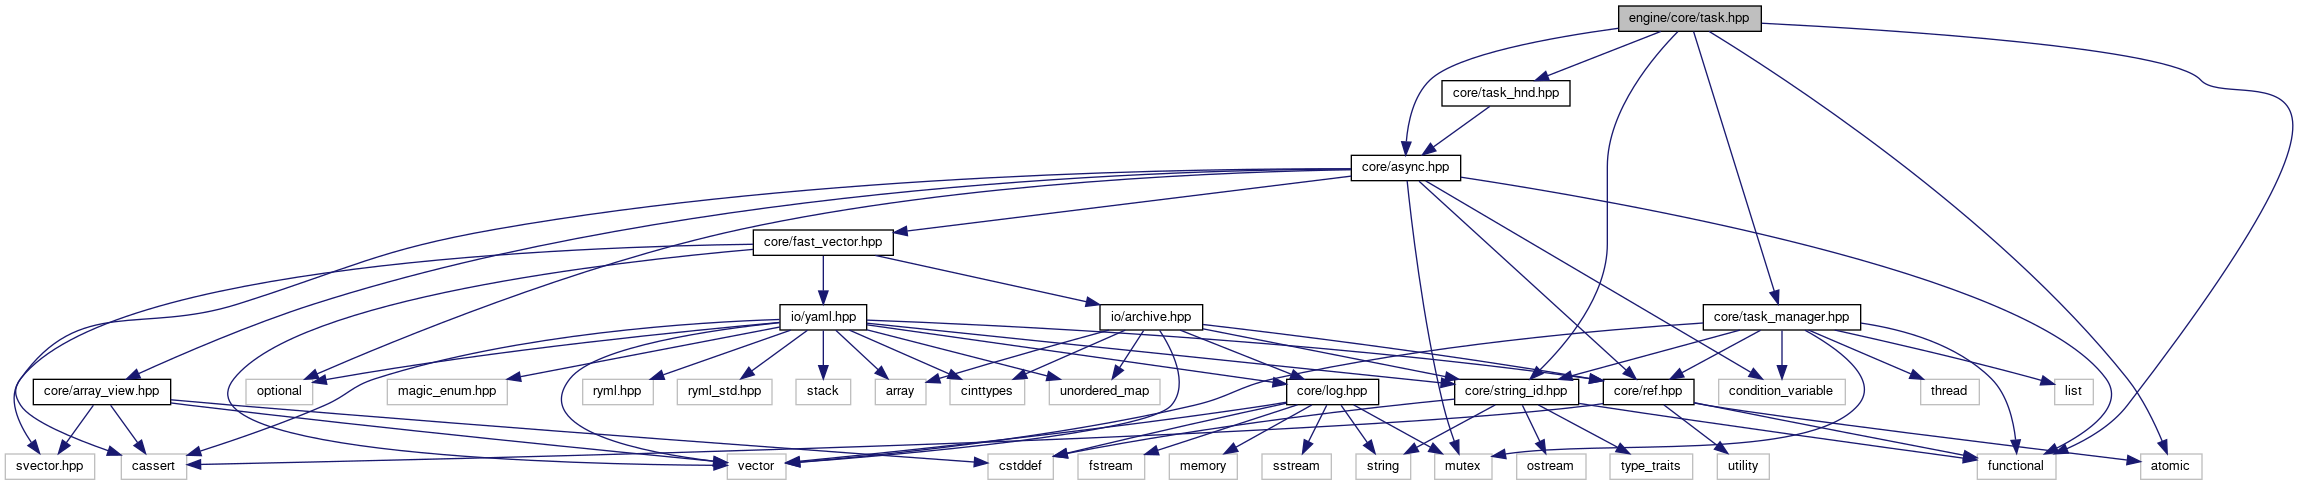 engine/core/task.hpp
core/task_hnd.hpp
core/async.hpp
core/fast_vector.hpp
io/yaml.hpp
io/archive.hpp
core/task_manager.hpp
core/array_view.hpp
optional
magic_enum.hpp
ryml.hpp
ryml_std.hpp
stack
array
cinttypes
unordered_map
core/log.hpp
core/string_id.hpp
core/ref.hpp
condition_variable
thread
list
svector.hpp
cassert
vector
cstddef
fstream
memory
sstream
string
mutex
ostream
type_traits
utility
functional
atomic